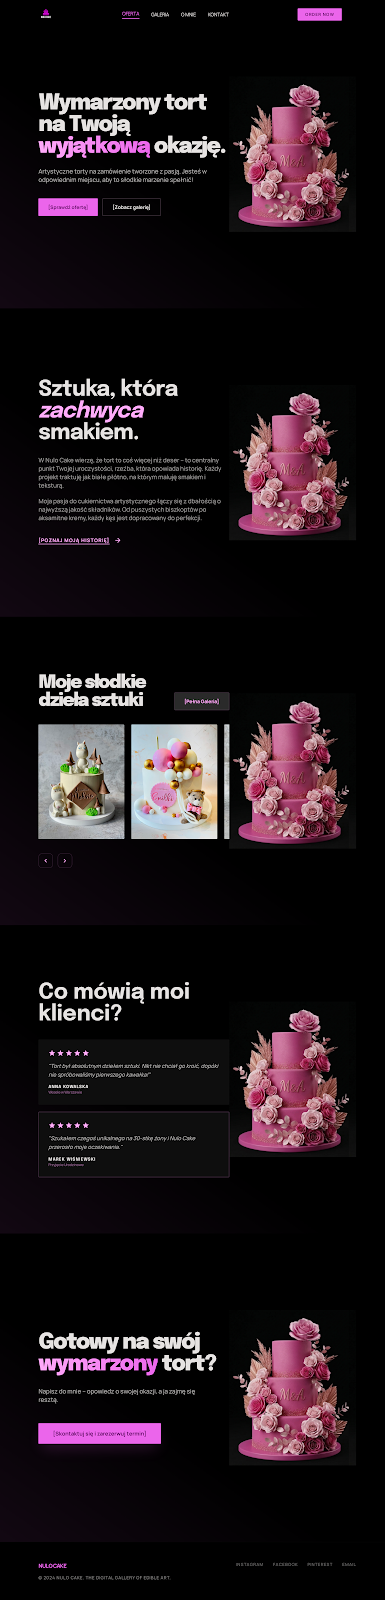 OFERTA GALERIA O MNIE KONTAKT ORDER NOW
Wymarzony tort
na Twoją
wyjątkową okazję.
Artystyczne torty na zamówienie tworzone z pasją. Jesteś w
odpowiednim miejscu, aby to słodkie marzenie spełnić!
[Sprawdź ofertę] [Zobacz galerię]
Sztuka, która
zachwyca
smakiem.
W Nulo Cake wierzę, że tort to coś więcej niż deser – to centralny
punkt Twojej uroczystości, rzeźba, która opowiada historię. Każdy
projekt traktuję jak białe płótno, na którym maluję smakiem i
teksturą.
Moja pasja do cukiernictwa artystycznego łączy się z dbałością o
najwyższą jakość składników. Od puszystych biszkoptów po
aksamitne kremy, każdy kęs jest dopracowany do perfekcji.
[POZNAJ MOJĄ HISTORIĘ] →
Moje słodkie
dzieła sztuki
[Pełna Galeria]
Co mówią moi
klienci?
"Tort był absolutnym dziełem sztuki. Nikt nie chciał go kroić, dopóki
nie spróbowaliśmy pierwszego kawałka!"
ANNA KOWALSKA
"Szukałem czegoś unikalnego na 30-stkę żony i Nulo Cake
przerosło moje oczekiwania."
MAREK WIŚNIEWSKI
Gotowy na swój
wymarzony tort?
Napisz do mnie – opowiedz o swojej okazji, a ja zajmę się
resztą.
[Skontaktuj się i zarezerwuj termin]
NULO CAKE
INSTAGRAM FACEBOOK PINTEREST EMAIL
© 2024 NULO CAKE. THE DIGITAL GALLERY OF EDIBLE ART.